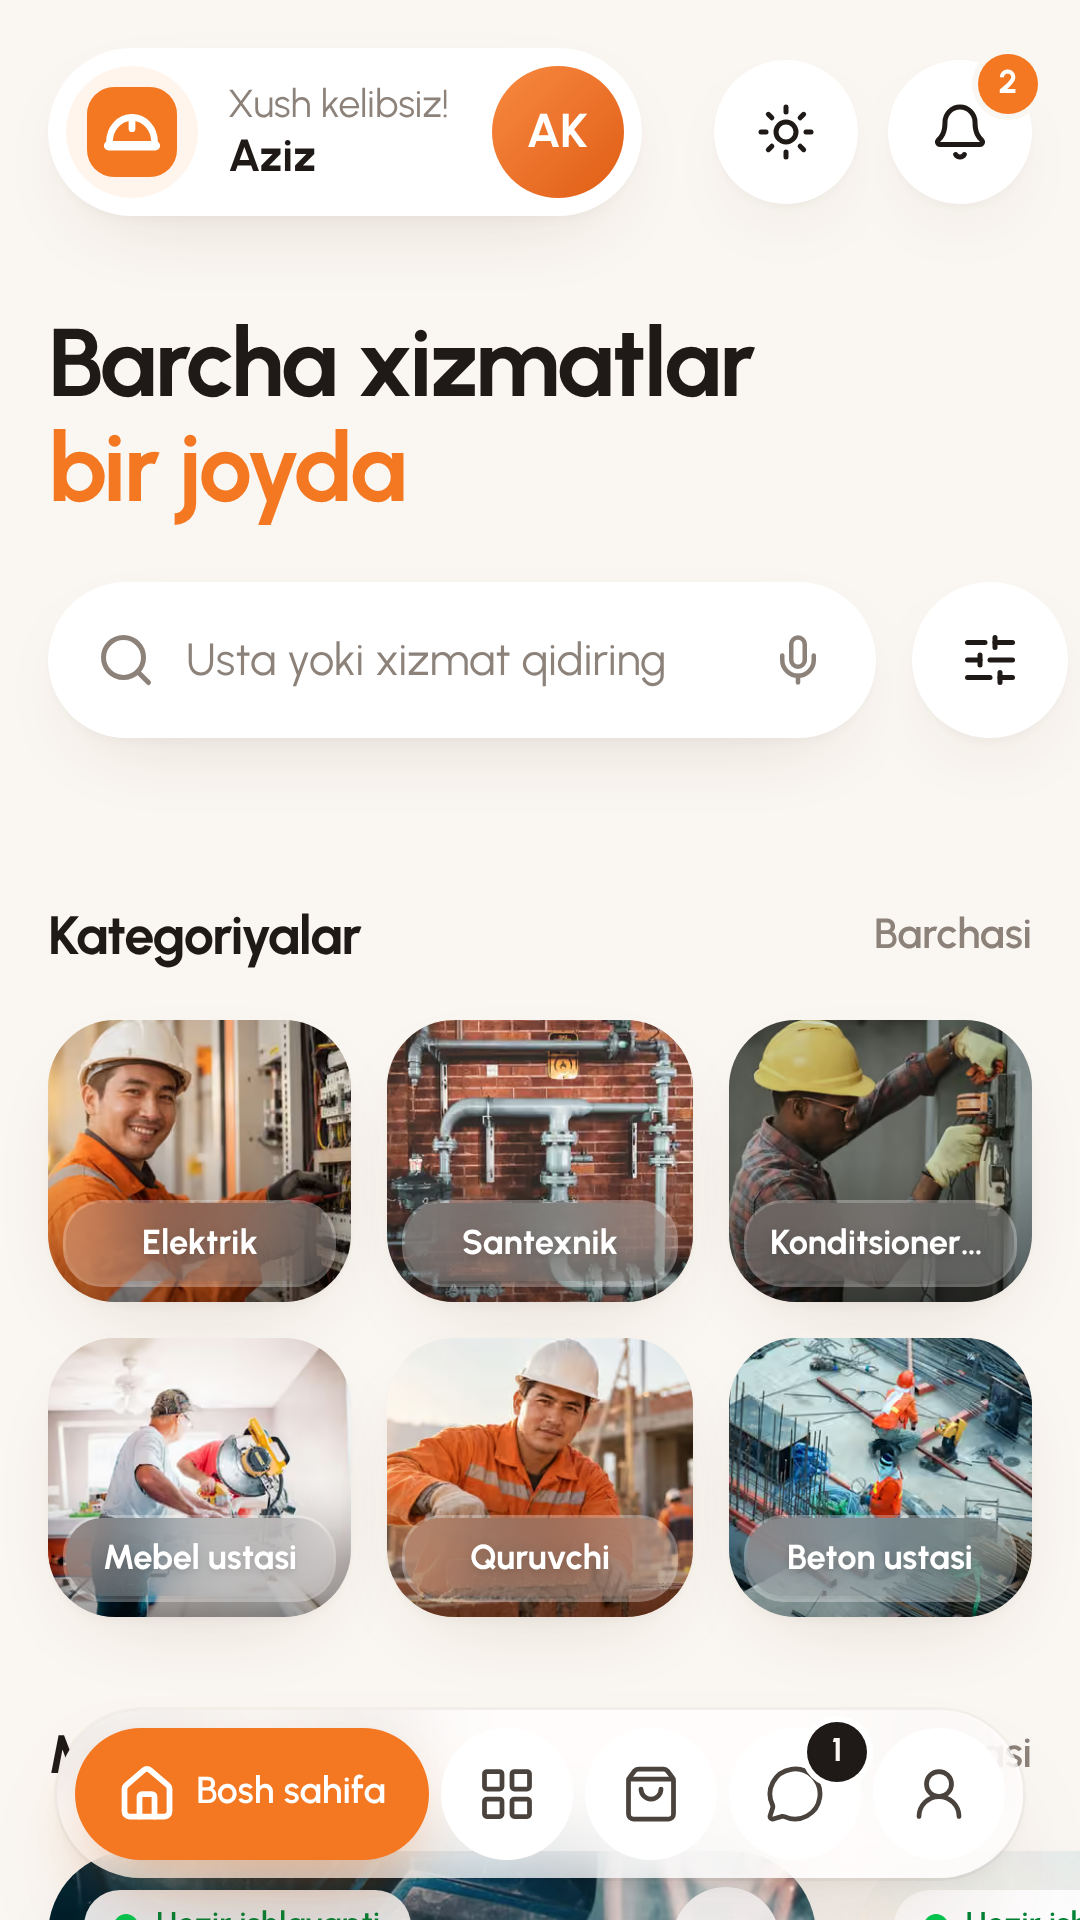 Xush kelibsiz!
Aziz
AK
2
Barcha xizmatlar
bir joyda
Usta yoki xizmat qidiring
Kategoriyalar
Barchasi
Elektrik
Santexnik
Konditsioner...
Mebel ustasi
Quruvchi
Beton ustasi
Bosh sahifa
1